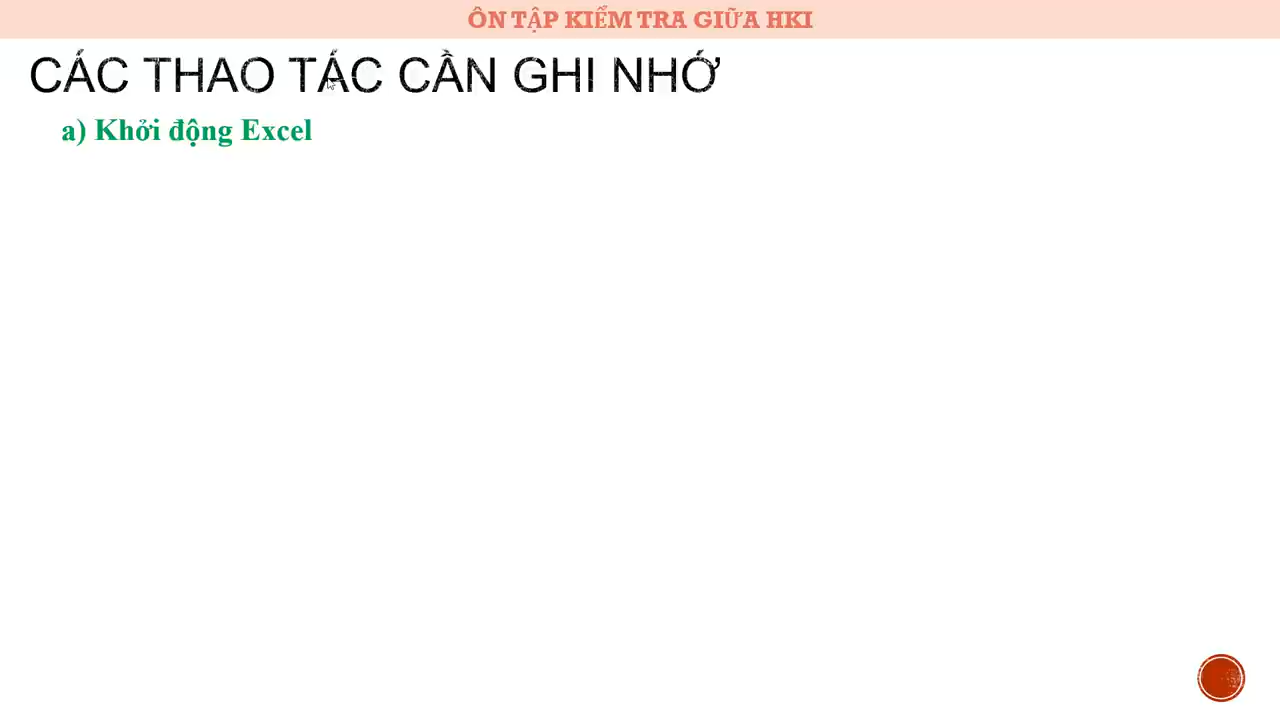 ÔN TẬP KIỂM TRA GIỮA HKI
CÁC THAO TÁC CẦN GHI NHỚ
a) Khởi động Excel